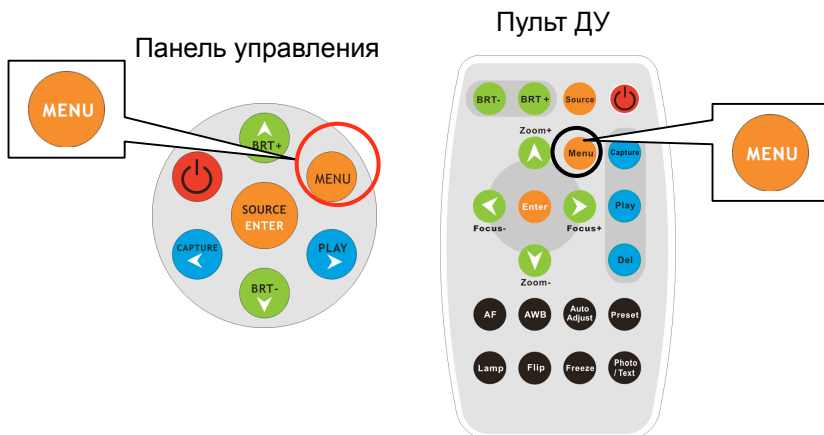 Пульт ДУ
Панель управления
MENU
BRT+
MENU
SOURCE
ENTER
CAPTURE
PLAY
BRT-
BRT-
BRT+
Source
Zoom+
Menu
Capture
MENU
Enter
Play
Focus-
Focus+
Del
Zoom-
AF
AWB
Auto
Adjust
Preset
Lamp
Flip
Freeze
Photo
/ Text